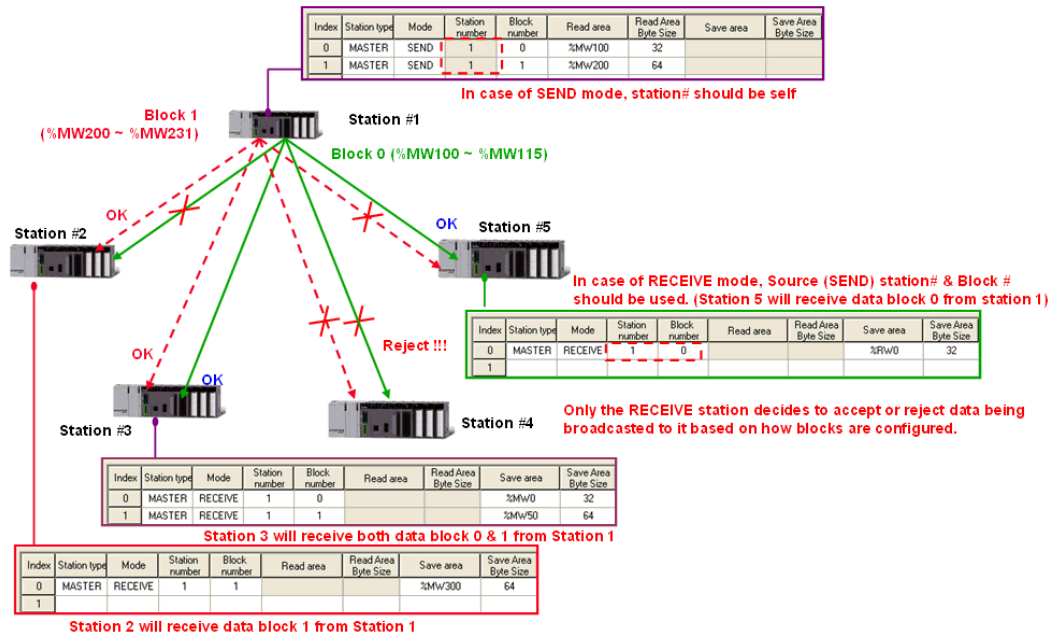 Index Station type Mode Station number Block number Read area Read Area Byte Size Save area Save Area Byte Size
0 MASTER SEND 1 0 %MW100 32
1 MASTER SEND 1 1 %MW200 64
In case of SEND mode, station# should be self
Block 1
(%MW200 ~ %MW231)
Station #1
Block 0 (%MW100 ~ %MW115)
OK
Station #2
OK
Station #5
In case of RECEIVE mode, Source (SEND) station# & Block #
should be used. (Station 5 will receive data block 0 from station 1)
Index Station type Mode Station number Block number Read area Read Area Byte Size Save area Save Area Byte Size
0 MASTER RECEIVE 1 0 %RW0 32
1
Reject !!!
OK
OK
Station #3
Station #4
Only the RECEIVE station decides to accept or reject data being
broadcasted to it based on how blocks are configured.
Index Station type Mode Station number Block number Read area Read Area Byte Size Save area Save Area Byte Size
0 MASTER RECEIVE 1 0 %MW0 32
1 MASTER RECEIVE 1 1 %MW50 64
Station 3 will receive both data block 0 & 1 from Station 1
Index Station type Mode Station number Block number Read area Read Area Byte Size Save area Save Area Byte Size
0 MASTER RECEIVE 1 1 %MW300 64
1
Station 2 will receive data block 1 from Station 1